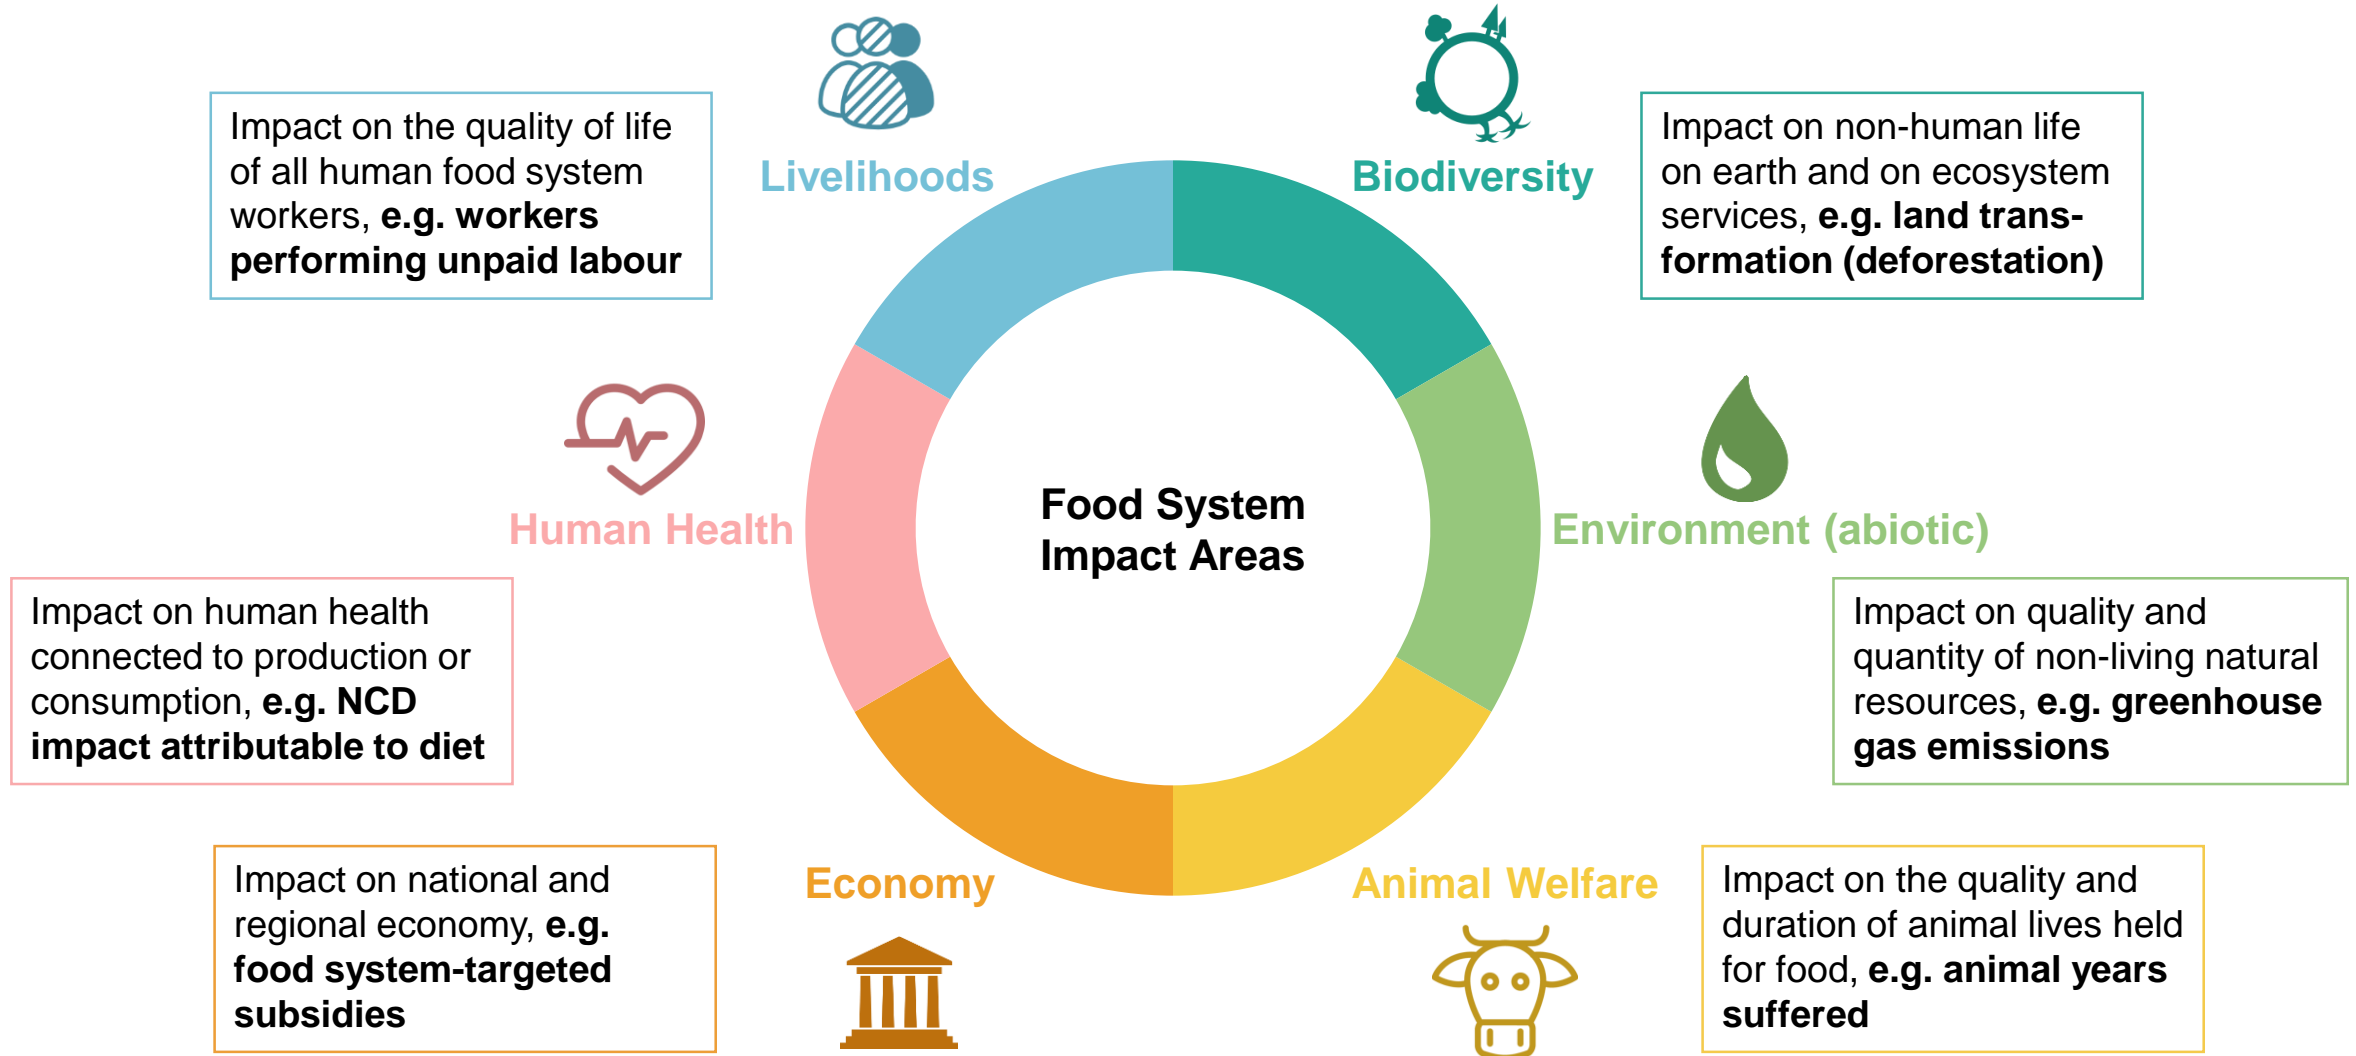 Livelihoods
Impact on the quality of life
of all human food system
workers, e.g. workers
performing unpaid labour
Biodiversity
Impact on non-human life
on earth and on ecosystem
services, e.g. land trans-
formation (deforestation)
Human Health
Impact on human health
connected to production or
consumption, e.g. NCD
impact attributable to diet
Food System
Impact Areas
Environment (abiotic)
Impact on quality and
quantity of non-living natural
resources, e.g. greenhouse
gas emissions
Economy
Impact on national and
regional economy, e.g.
food system-targeted
subsidies
Animal Welfare
Impact on the quality and
duration of animal lives held
for food, e.g. animal years
suffered